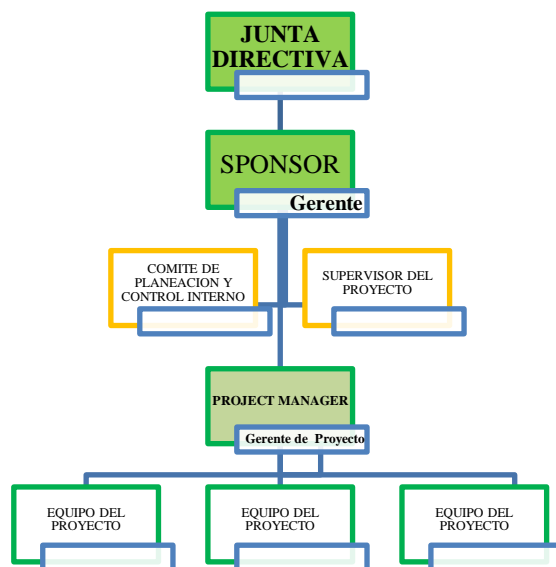 JUNTA
DIRECTIVA
SPONSOR
Gerente
COMITE DE
PLANEACION Y
CONTROL INTERNO
SUPERVISOR DEL
PROYECTO
PROJECT MANAGER
Gerente de Proyecto
EQUIPO DEL
PROYECTO
EQUIPO DEL
PROYECTO
EQUIPO DEL
PROYECTO